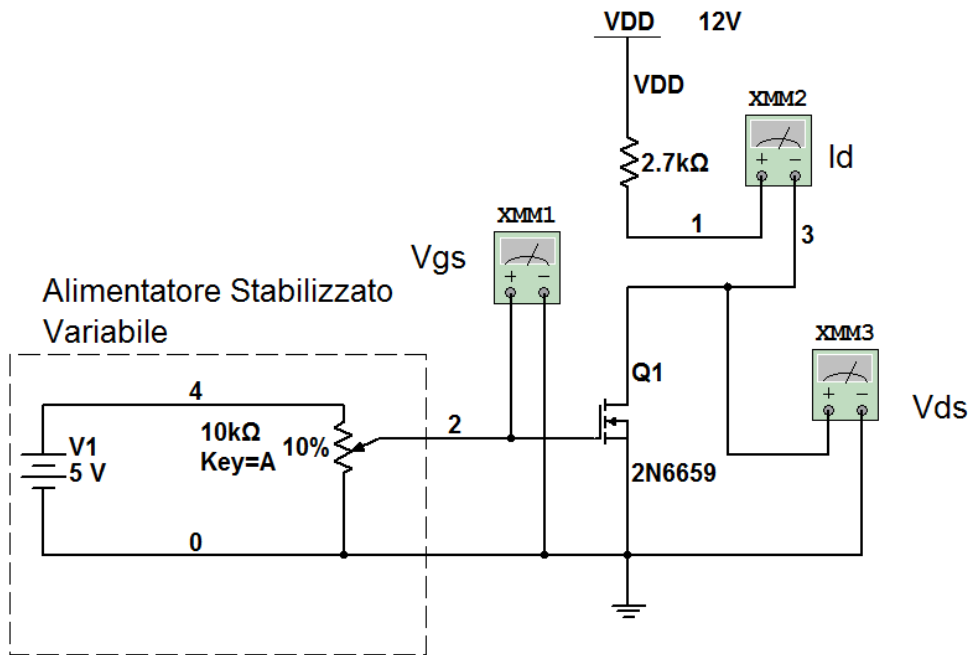 VDD 12V
VDD
XMM2
+ −
Id
2.7kΩ
1
3
XMM1
+ −
Vgs
Alimentatore Stabilizzato
Variabile
XMM3
+ −
Vds
Q1
4
10kΩ
Key=A
10%
2
V1
5 V
2N6659
0